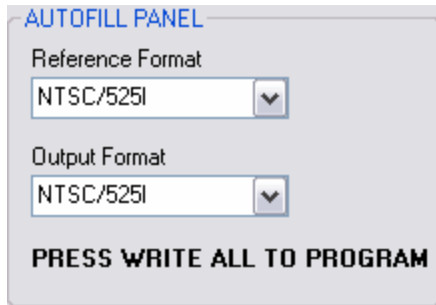 AUTOFILL PANEL
Reference Format
NTSC/525I
Output Format
NTSC/525I
PRESS WRITE ALL TO PROGRAM